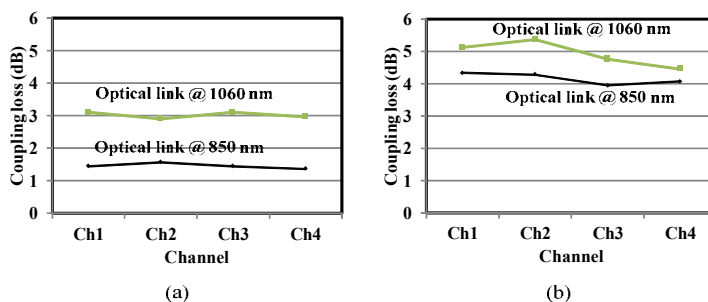 6
5
4
3
2
1
0
Coupling loss (dB)
Optical link @ 1060 nm
Optical link @ 850 nm
Ch1 Ch2 Ch3 Ch4
Channel
(a)
6
5
4
3
2
1
0
Coupling loss (dB)
Optical link @ 1060 nm
Optical link @ 850 nm
Ch1 Ch2 Ch3 Ch4
Channel
(b)